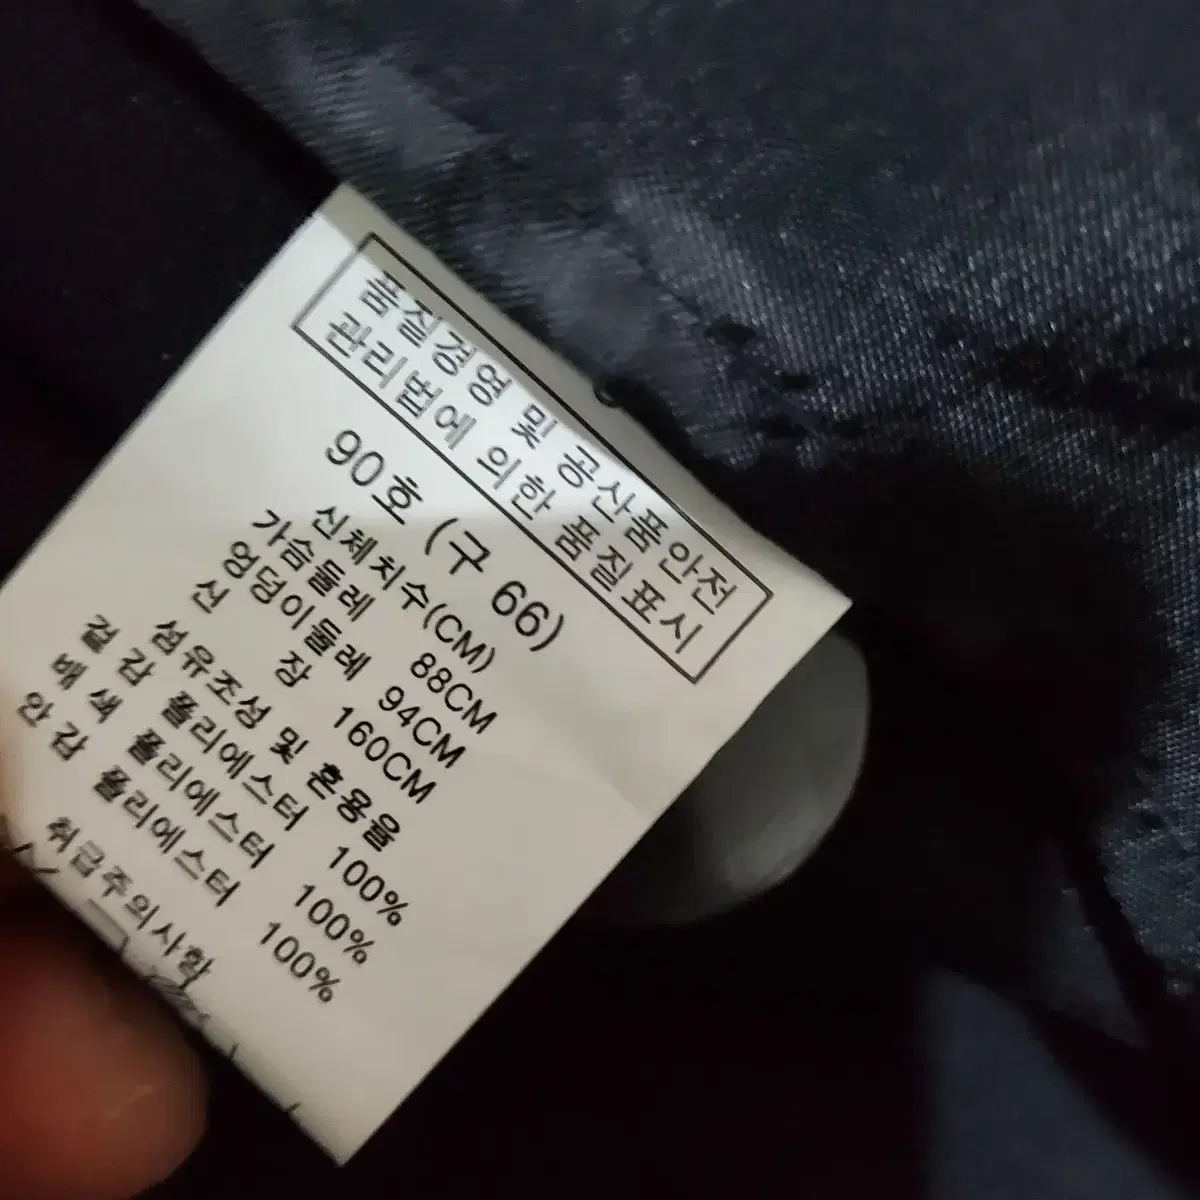 품질경영 및 공산품안전
관리법에 의한 품질표시
90호 (구 66)
신체치수(CM)
가슴둘레 88CM
엉덩이둘레 94CM
신 장 160CM
섬유조성 및 혼용율
겉 감 폴리에스터 100%
배 색 폴리에스터 100%
안 감 폴리에스터 100%
취급주의사항